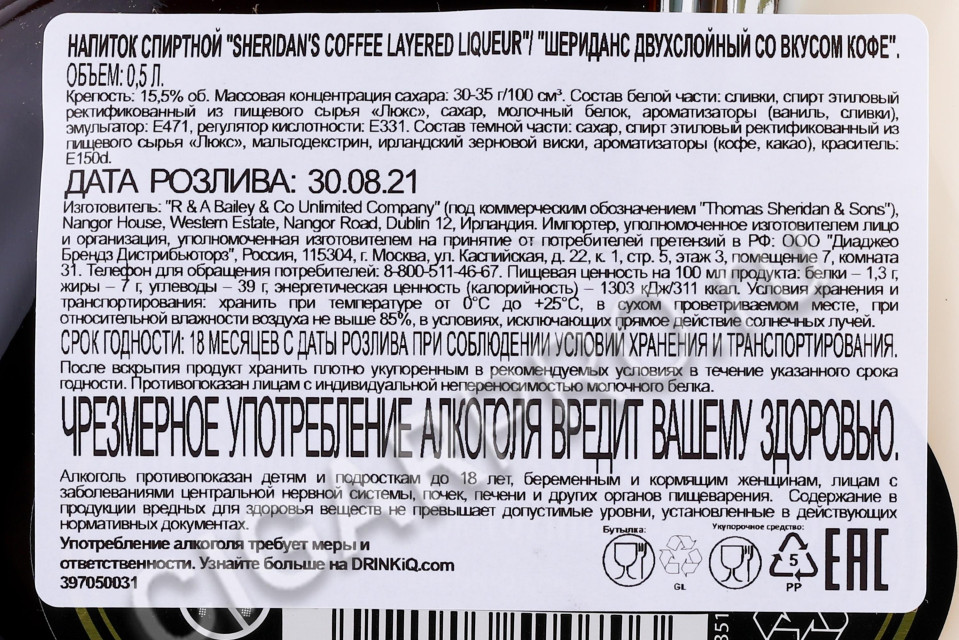 НАПИТОК СПИРТНОЙ "SHERIDAN'S COFFEE LAYERED LIQUEUR"/ "ШЕРИДАНС ДВУХСЛОЙНЫЙ СО ВКУСОМ КОФЕ".
ОБЪЕМ: 0,5 Л.
Крепость: 15,5% об. Массовая концентрация сахара: 30-35 г/100 см³. Состав белой части: сливки, спирт этиловый
ректификованный из пищевого сырья «Люкс», сахар, молочный белок, ароматизаторы (ваниль, сливки),
эмульгатор: Е471, регулятор кислотности: Е331. Состав темной части: сахар, спирт этиловый ректификованный из
пищевого сырья «Люкс», мальтодекстрин, ирландский зерновой виски, ароматизаторы (кофе, какао), краситель:
Е150d.
ДАТА РОЗЛИВА: 30.08.21
Изготовитель: "R & A Bailey & Co Unlimited Company" (под коммерческим обозначением "Thomas Sheridan & Sons"),
Nangor House, Western Estate, Nangor Road, Dublin 12, Ирландия. Импортер, уполномоченное изготовителем лицо
и организация, уполномоченная изготовителем на принятие от потребителей претензий в РФ: ООО "Диаджео
Брендз Дистрибьюторз", Россия, 115304, г. Москва, ул. Каспийская, д. 22, к. 1, стр. 5, этаж 3, помещение 7, комната
31. Телефон для обращения потребителей: 8-800-511-46-67. Пищевая ценность на 100 мл продукта: белки – 1,3 г,
жиры – 7 г, углеводы – 39 г, энергетическая ценность (калорийность) – 1303 кДж/311 ккал. Условия хранения и
транспортирования: хранить при температуре от 0°С до +25°С, в сухом проветриваемом месте, при
относительной влажности воздуха не выше 85%, в условиях, исключающих прямое действие солнечных лучей.
СРОК ГОДНОСТИ: 18 МЕСЯЦЕВ С ДАТЫ РОЗЛИВА ПРИ СОБЛЮДЕНИИ УСЛОВИЙ ХРАНЕНИЯ И ТРАНСПОРТИРОВАНИЯ.
После вскрытия продукт хранить плотно укупоренным в рекомендуемых условиях в течение указанного срока
годности. Противопоказан лицам с индивидуальной непереносимостью молочного белка.
ЧРЕЗМЕРНОЕ УПОТРЕБЛЕНИЕ АЛКОГОЛЯ ВРЕДИТ ВАШЕМУ ЗДОРОВЬЮ.
Алкоголь противопоказан детям и подросткам до 18 лет, беременным и кормящим женщинам, лицам с
заболеваниями центральной нервной системы, почек, печени и других органов пищеварения. Содержание в
продукции вредных для здоровья веществ не превышает допустимые уровни, установленные в действующих
нормативных документах.
Употребление алкоголя требует меры и
ответственности. Узнайте больше на DRINKiQ.com
397050031
Бутылка:
Укупорочное средство:
GL
5
PP
EAC
CIGARPRO.ru